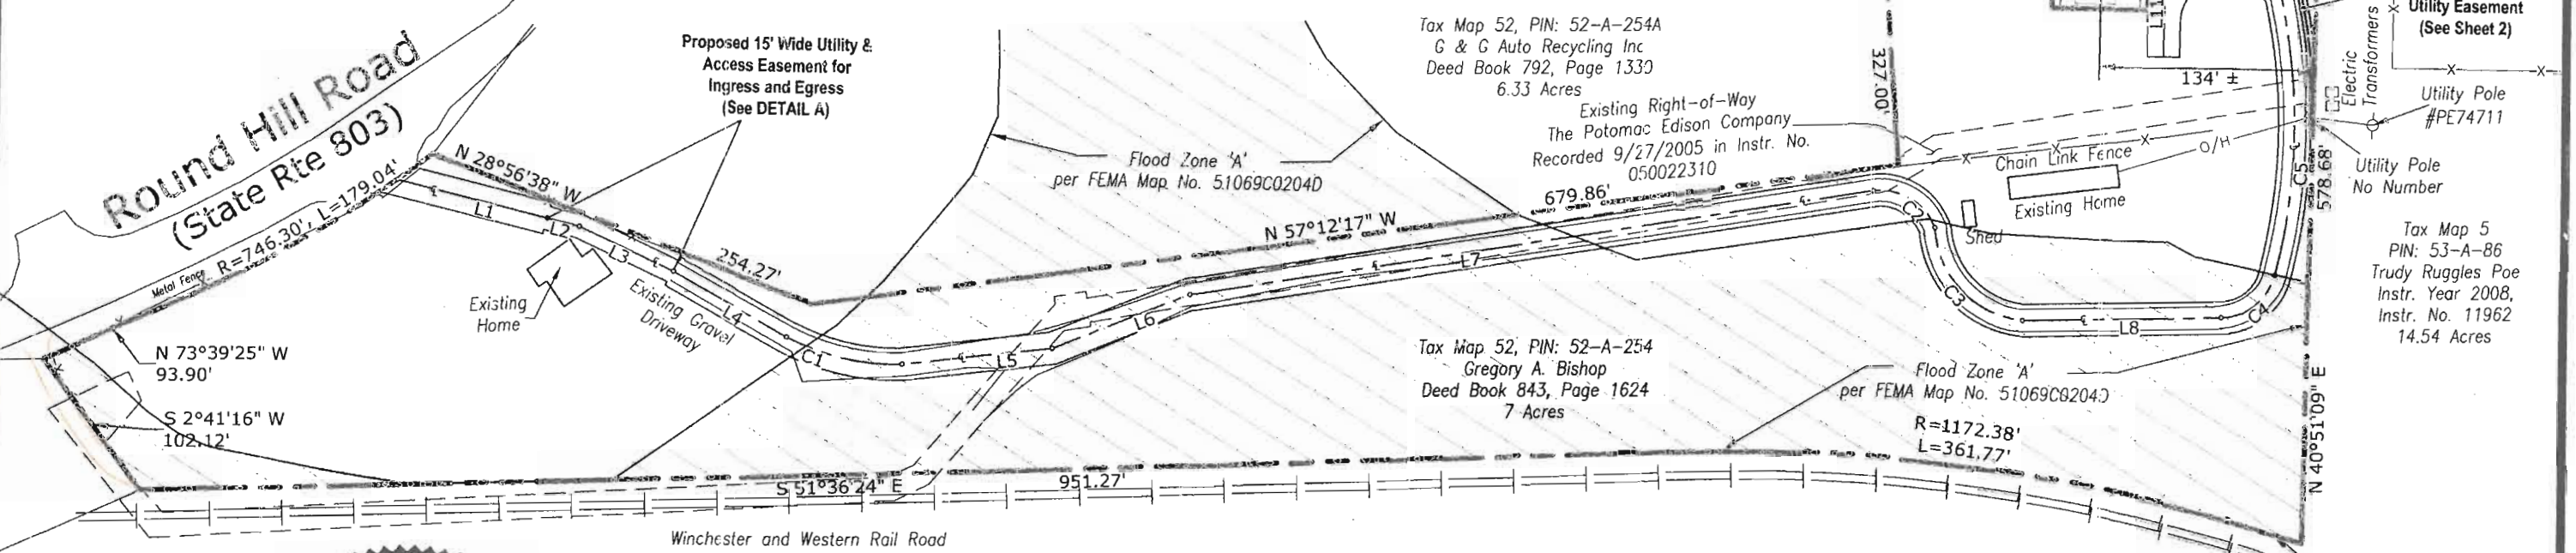 Round Hill Road
(State Rte 803)
Metal Fence
R=746.30', L=179.04'
N 73°39'25" W
93.90'
S 2°41'16" W
102.12'
Proposed 15' Wide Utility &
Access Easement for
Ingress and Egress
(See DETAIL A)
N 28°56'38" W
254.27'
℄
L1
L2
L3
℄
L4
C1
℄
L5
L6
℄
L7
℄
Existing
Home
Existing Gravel
Driveway
Flood Zone 'A'
per FEMA Map No. 51069C0204D
Tax Map 52, PIN: 52-A-254A
G & G Auto Recycling Inc
Deed Book 792, Page 1330
6.33 Acres
Existing Right-of-Way
The Potomac Edison Company
Recorded 9/27/2005 in Instr. No.
050022310
N 57°12'17" W
679.86'
327.00'
L11
134' ±
Chain Link Fence
O/H
Existing Home
Shed
C2
C3
℄
L8
C4
C5
℄
578.68'
N 40°51'09" E
Electric
Transformers
Utility Easement
(See Sheet 2)
Utility Pole
#PE74711
Utility Pole
No Number
Tax Map 5
PIN: 53-A-86
Trudy Ruggles Poe
Instr. Year 2008,
Instr. No. 11962
14.54 Acres
Tax Map 52, PIN: 52-A-254
Gregory A. Bishop
Deed Book 843, Page 1624
7 Acres
Flood Zone 'A'
per FEMA Map No. 51069C0204D
R=1172.38'
L=361.77'
S 51°36'24" E
951.27'
Winchester and Western Rail Road